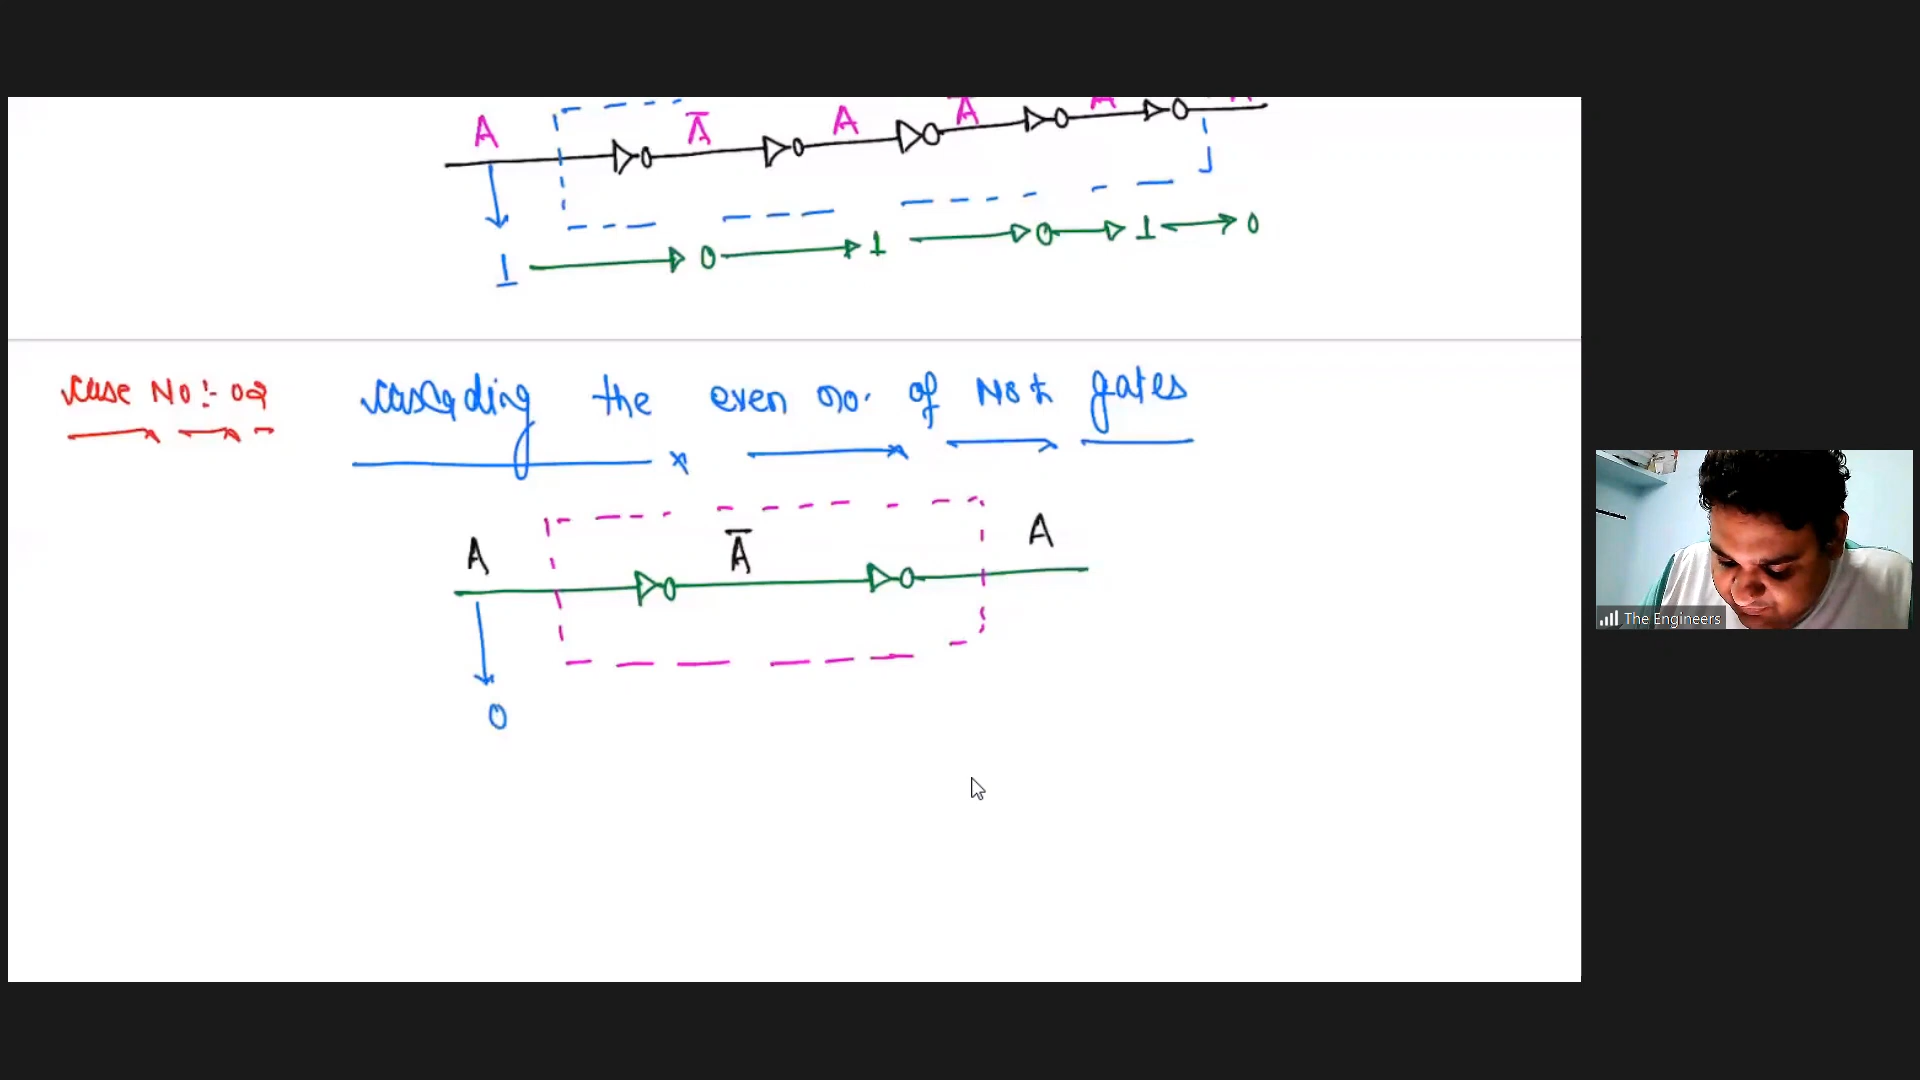 A Ā A Ā A Ā
1 0 1 0 1 0
Case No:- 02 cascading the even no. of Not gates
A Ā A
0
The Engineers